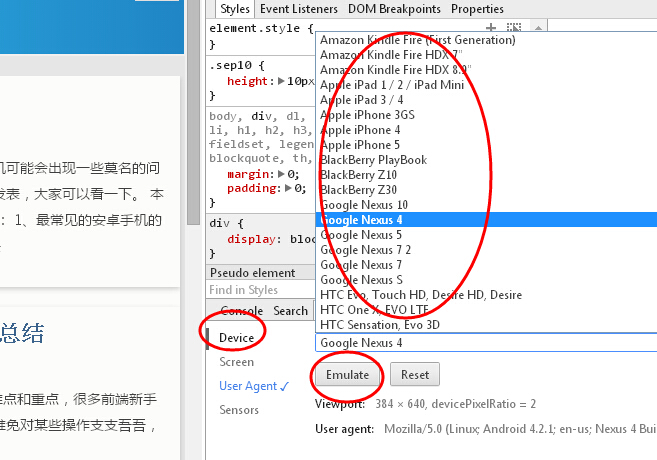 Styles Event Listeners DOM Breakpoints Properties
element.style {
}
.sep10 {
height: 10px
}
body, div, dl,
li, h1, h2, h3,
fieldset, legen
blockquote, th,
margin: 0;
padding: 0;
}
div {
display: bloc
}
Pseudo element
Find in Styles
Console Search
Amazon Kindle Fire (First Generation)
Amazon Kindle Fire HDX 7"
Amazon Kindle Fire HDX 8.9"
Apple iPad 1 / 2 / iPad Mini
Apple iPad 3 / 4
Apple iPhone 3GS
Apple iPhone 4
Apple iPhone 5
BlackBerry PlayBook
BlackBerry Z10
BlackBerry Z30
Google Nexus 10
Google Nexus 4
Google Nexus 5
Google Nexus 7 2
Google Nexus 7
Google Nexus S
HTC Evo, Touch HD, Desire HD, Desire
HTC One X, EVO LTE
HTC Sensation, Evo 3D
Google Nexus 4
Device
Screen
User Agent ✓
Sensors
Emulate Reset
Viewport: 384 × 640, devicePixelRatio = 2
User agent: Mozilla/5.0 (Linux; Android 4.2.1; en-us; Nexus 4 Bui
机可能会出现一些莫名的问
发表，大家可以看一下。 本
：1、最常见的安卓手机的
总结
难点和重点，很多前端新手
难免对某些操作支支吾吾，